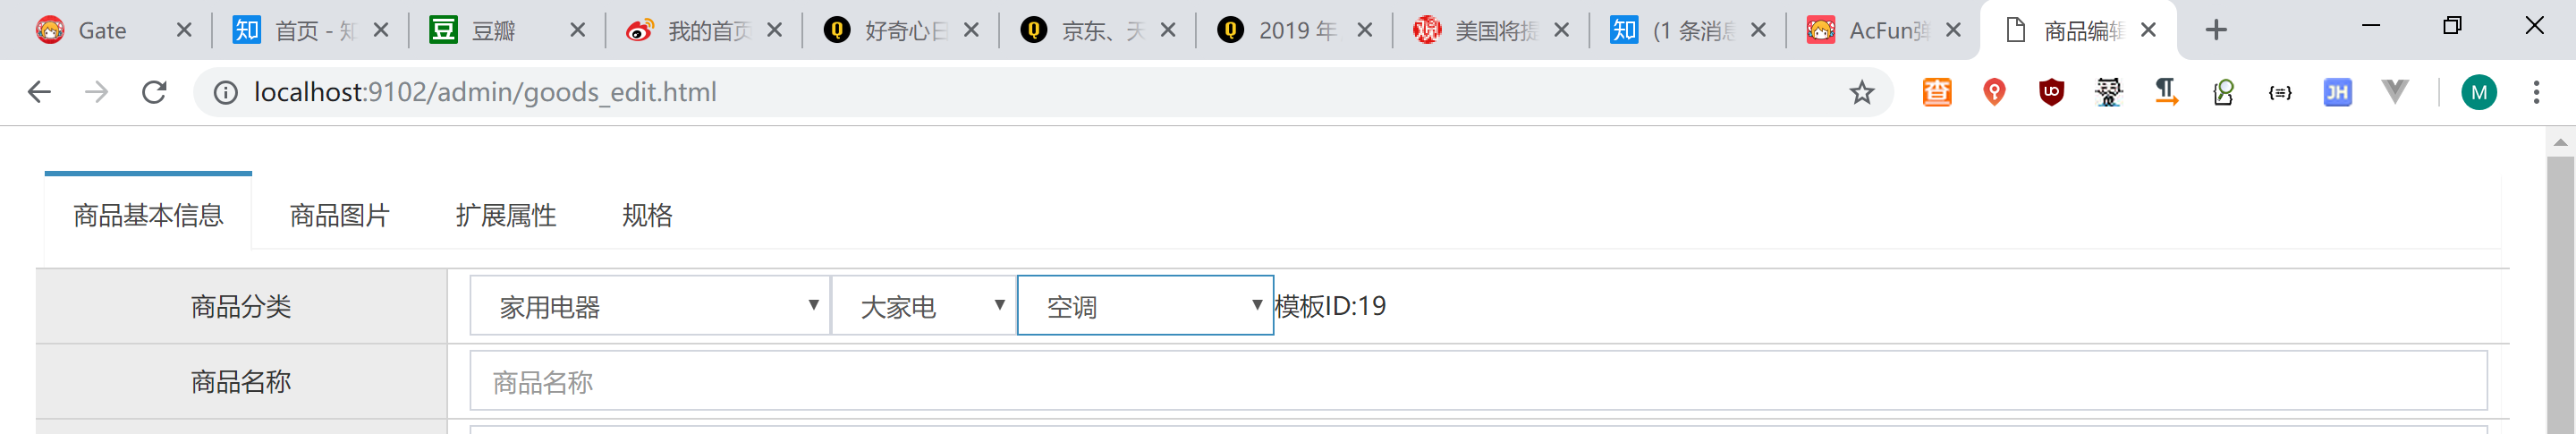 Gate
首页 - 知
豆
豆瓣
我的首页
好奇心日
京东、天
2019 年
美国将提
(1 条消息
AcFun弹
商品编辑
localhost:9102/admin/goods_edit.html
M
商品基本信息 商品图片 扩展属性 规格
商品分类 家用电器 大家电 空调 模板ID:19
商品名称 商品名称